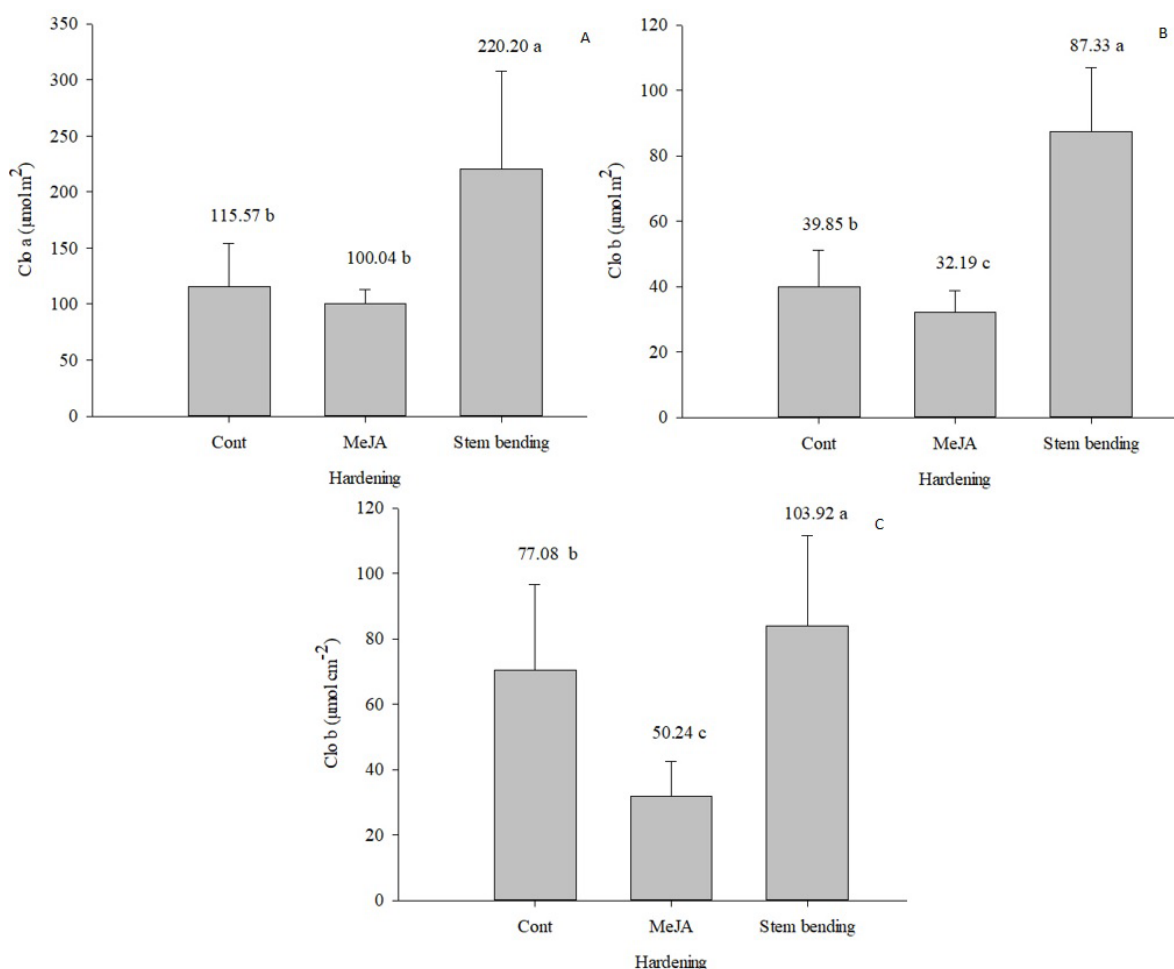 A
350
300
250
200
150
100
50
0
Clo a (µmol m²)
115.57 b
100.04 b
220.20 a
Cont MeJA Stem bending
Hardening
B
120
100
80
60
40
20
0
Clo b (µmol m²)
39.85 b
32.19 c
87.33 a
Cont MeJA Stem bending
Hardening
C
120
100
80
60
40
20
0
Clo b (µmol cm⁻²)
77.08 b
50.24 c
103.92 a
Cont MeJA Stem bending
Hardening